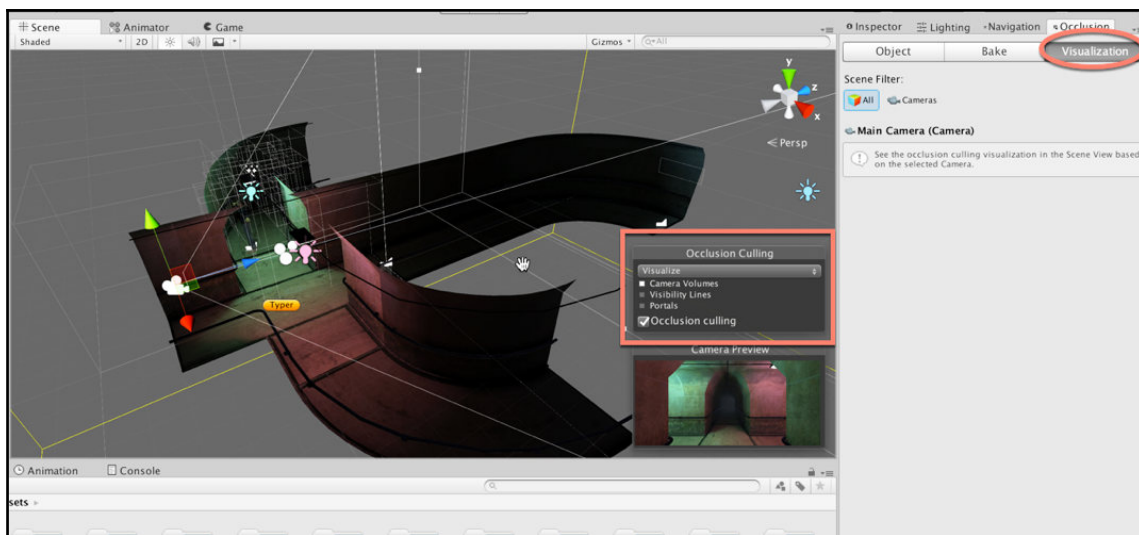 Scene Animator Game
Shaded 2D Gizmos All
Inspector Lighting Navigation Occlusion
Object Bake Visualization
Scene Filter:
All Cameras
Main Camera (Camera)
See the occlusion culling visualization in the Scene View based
on the selected Camera.
y
z
x
Persp
Typer
Occlusion Culling
Visualize
Camera Volumes
Visibility Lines
Portals
Occlusion culling
Camera Preview
Animation Console
sets